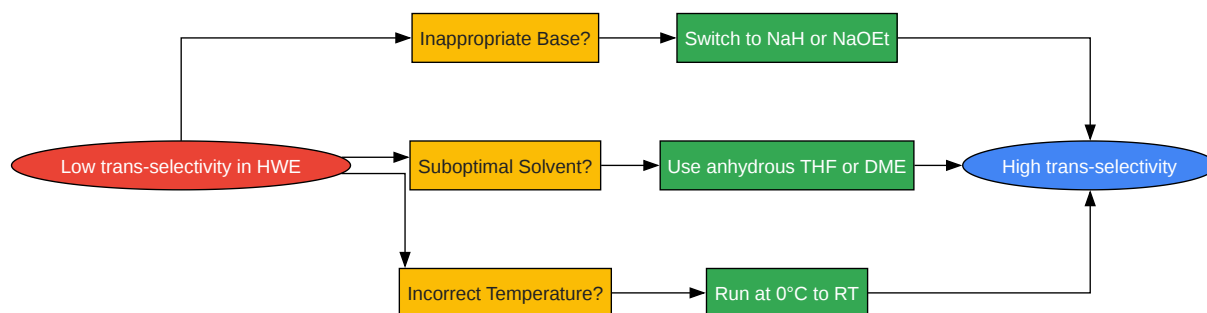 Inappropriate Base?
Switch to NaH or NaOEt
Low trans-selectivity in HWE
Suboptimal Solvent?
Use anhydrous THF or DME
High trans-selectivity
Incorrect Temperature?
Run at 0°C to RT